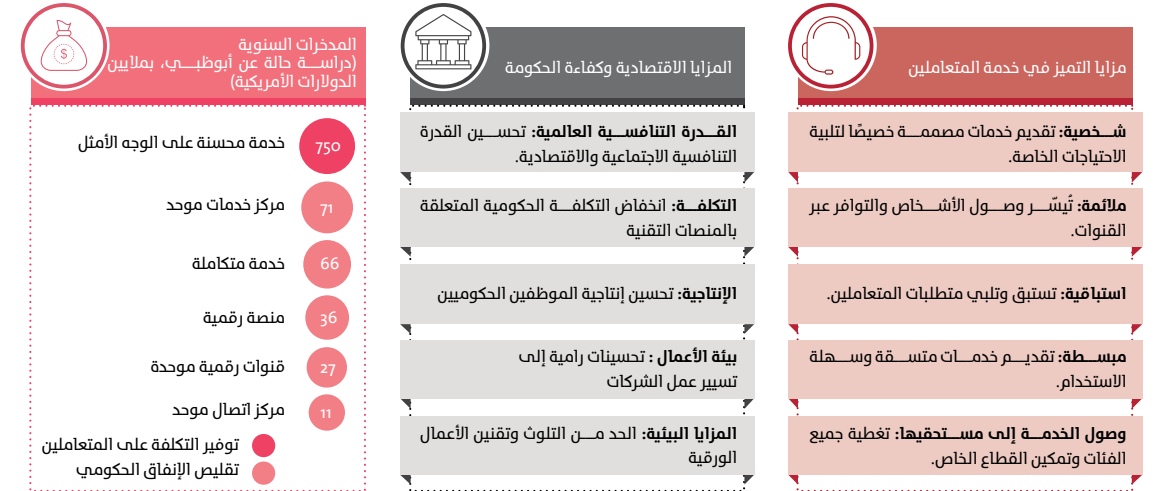 مزايا التميز في خدمة المتعاملين
شخصية: تقديم خدمات مصممة خصيصًا لتلبية
الاحتياجات الخاصة.
ملائمة: تُيسّر وصول الأشخاص والتوافر عبر
القنوات.
استباقية: تستبق وتلبي متطلبات المتعاملين.
مبسطة: تقديم خدمات متسقة وسهلة
الاستخدام.
وصول الخدمة إلى مستحقيها: تغطية جميع
الفئات وتمكين القطاع الخاص.
المزايا الاقتصادية وكفاءة الحكومة
القدرة التنافسية العالمية: تحسين القدرة
التنافسية الاجتماعية والاقتصادية.
التكلفة: انخفاض التكلفة الحكومية المتعلقة
بالمنصات التقنية
الإنتاجية: تحسين إنتاجية الموظفين الحكوميين
بيئة الأعمال : تحسينات رامية إلى
تسيير عمل الشركات
المزايا البيئية: الحد من التلوث وتقنين الأعمال
الورقية
المدخرات السنوية
(دراسة حالة عن أبوظبي، بملايين
الدولارات الأمريكية)
$
750 خدمة محسنة على الوجه الأمثل
71 مركز خدمات موحد
66 خدمة متكاملة
36 منصة رقمية
27 قنوات رقمية موحدة
11 مركز اتصال موحد
توفير التكلفة على المتعاملين
تقليص الإنفاق الحكومي